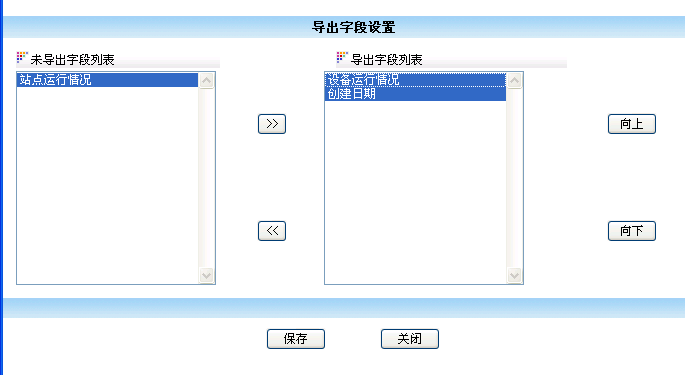 导出字段设置
未导出字段列表
导出字段列表
站点运行情况
设备运行情况
创建日期
>>
向上
<<
向下
保存
关闭